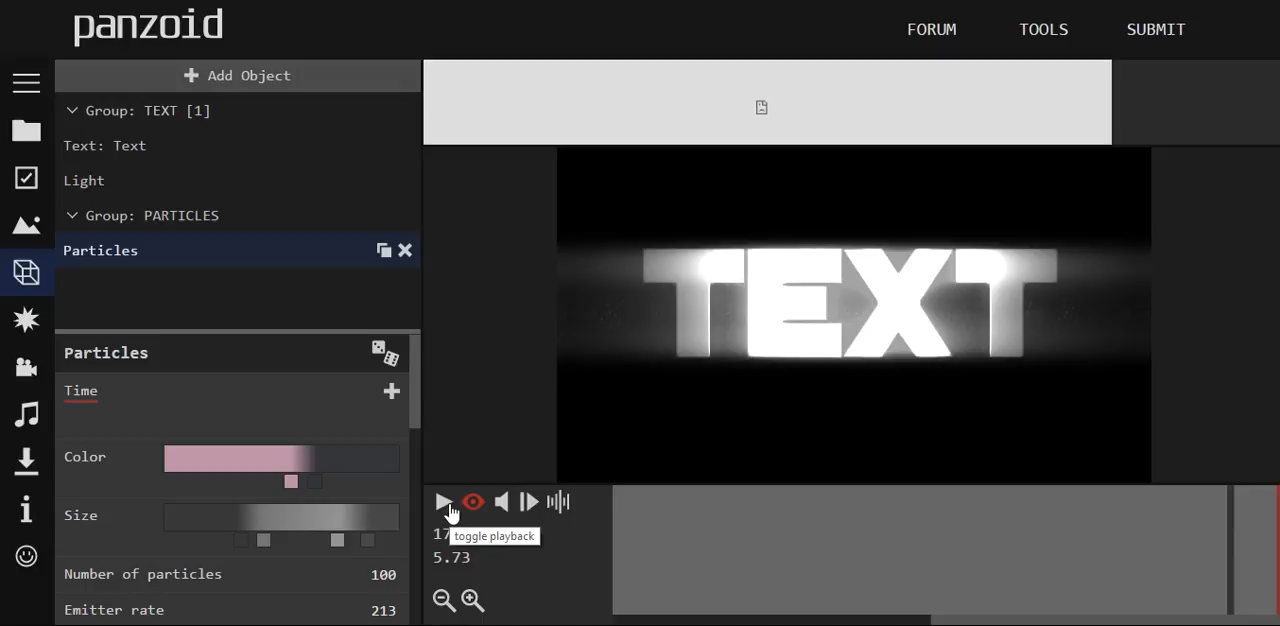 panzoid
FORUM
TOOLS
SUBMIT
Add Object
Group: TEXT [1]
Text: Text
Light
Group: PARTICLES
Particles
Particles
Time
Color
Size
Number of particles 100
Emitter rate 213
TEXT
toggle playback
5.73